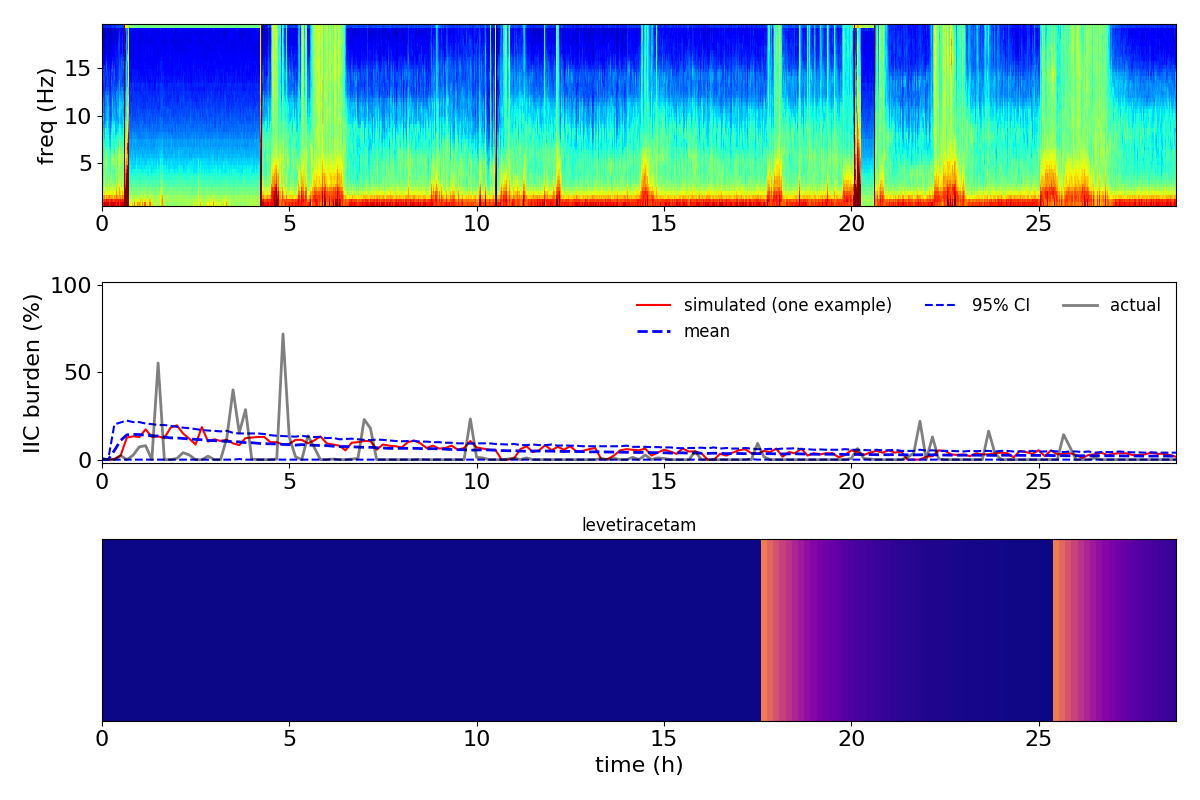 freq (Hz)
15
10
5
0 5 10 15 20 25
IIC burden (%)
100
50
0
simulated (one example)
mean
95% CI
actual
0 5 10 15 20 25
levetiracetam
0 5 10 15 20 25
time (h)